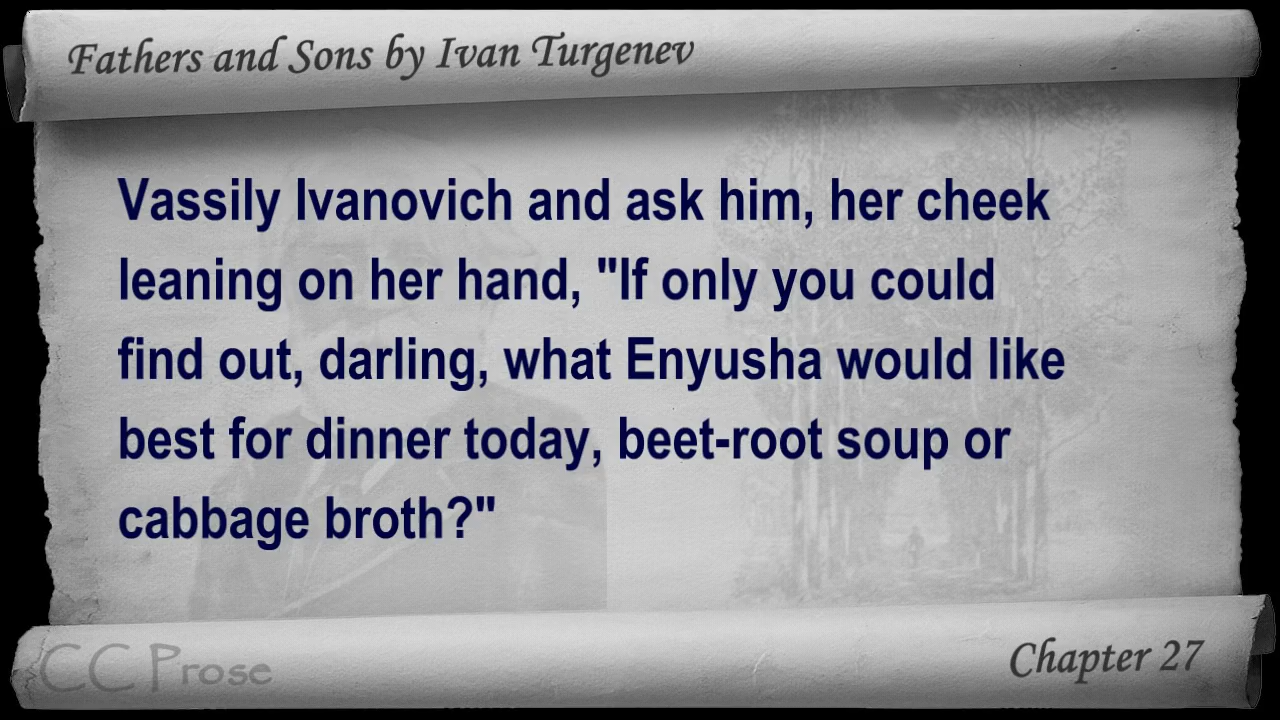 Fathers and Sons by Ivan Turgenev
Vassily Ivanovich and ask him, her cheek
leaning on her hand, "If only you could
find out, darling, what Enyusha would like
best for dinner today, beet-root soup or
cabbage broth?"
CC Prose
Chapter 27